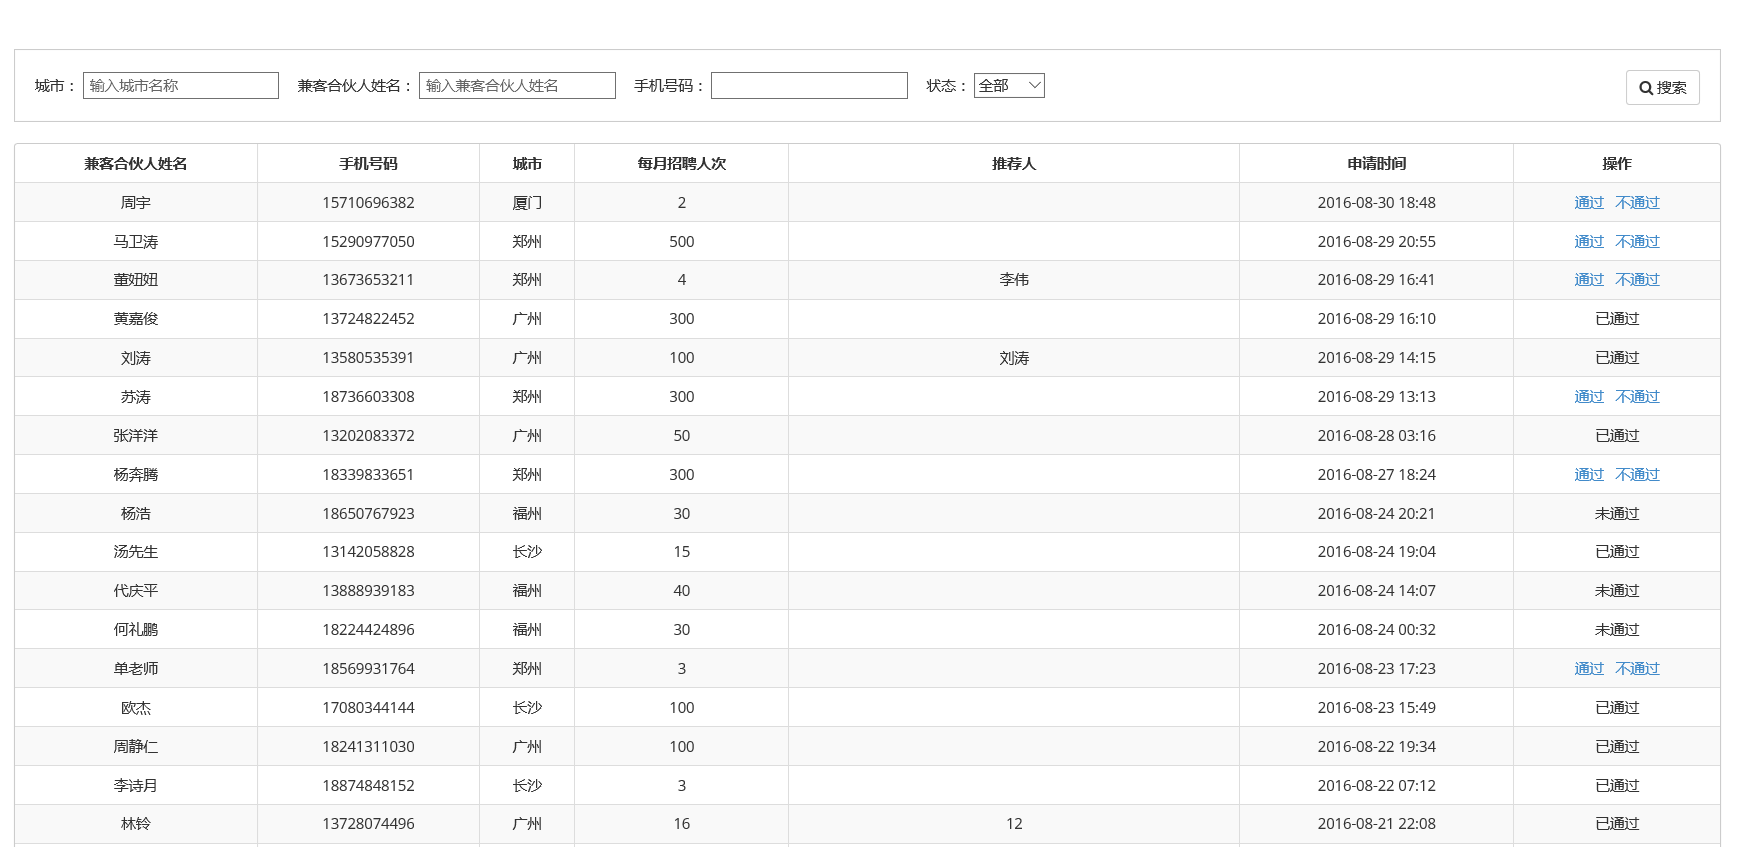 城市： 输入城市名称 兼客合伙人姓名： 输入兼客合伙人姓名 手机号码： 状态： 全部 搜索
兼客合伙人姓名 手机号码 城市 每月招聘人次 推荐人 申请时间 操作
周宇 15710696382 厦门 2 2016-08-30 18:48 通过 不通过
马卫涛 15290977050 郑州 500 2016-08-29 20:55 通过 不通过
董妞妞 13673653211 郑州 4 李伟 2016-08-29 16:41 通过 不通过
黄嘉俊 13724822452 广州 300 2016-08-29 16:10 已通过
刘涛 13580535391 广州 100 刘涛 2016-08-29 14:15 已通过
苏涛 18736603308 郑州 300 2016-08-29 13:13 通过 不通过
张洋洋 13202083372 广州 50 2016-08-28 03:16 已通过
杨奔腾 18339833651 郑州 300 2016-08-27 18:24 通过 不通过
杨浩 18650767923 福州 30 2016-08-24 20:21 未通过
汤先生 13142058828 长沙 15 2016-08-24 19:04 已通过
代庆平 13888939183 福州 40 2016-08-24 14:07 未通过
何礼鹏 18224424896 福州 30 2016-08-24 00:32 未通过
单老师 18569931764 郑州 3 2016-08-23 17:23 通过 不通过
欧杰 17080344144 长沙 100 2016-08-23 15:49 已通过
周静仁 18241311030 广州 100 2016-08-22 19:34 已通过
李诗月 18874848152 长沙 3 2016-08-22 07:12 已通过
林铃 13728074496 广州 16 12 2016-08-21 22:08 已通过